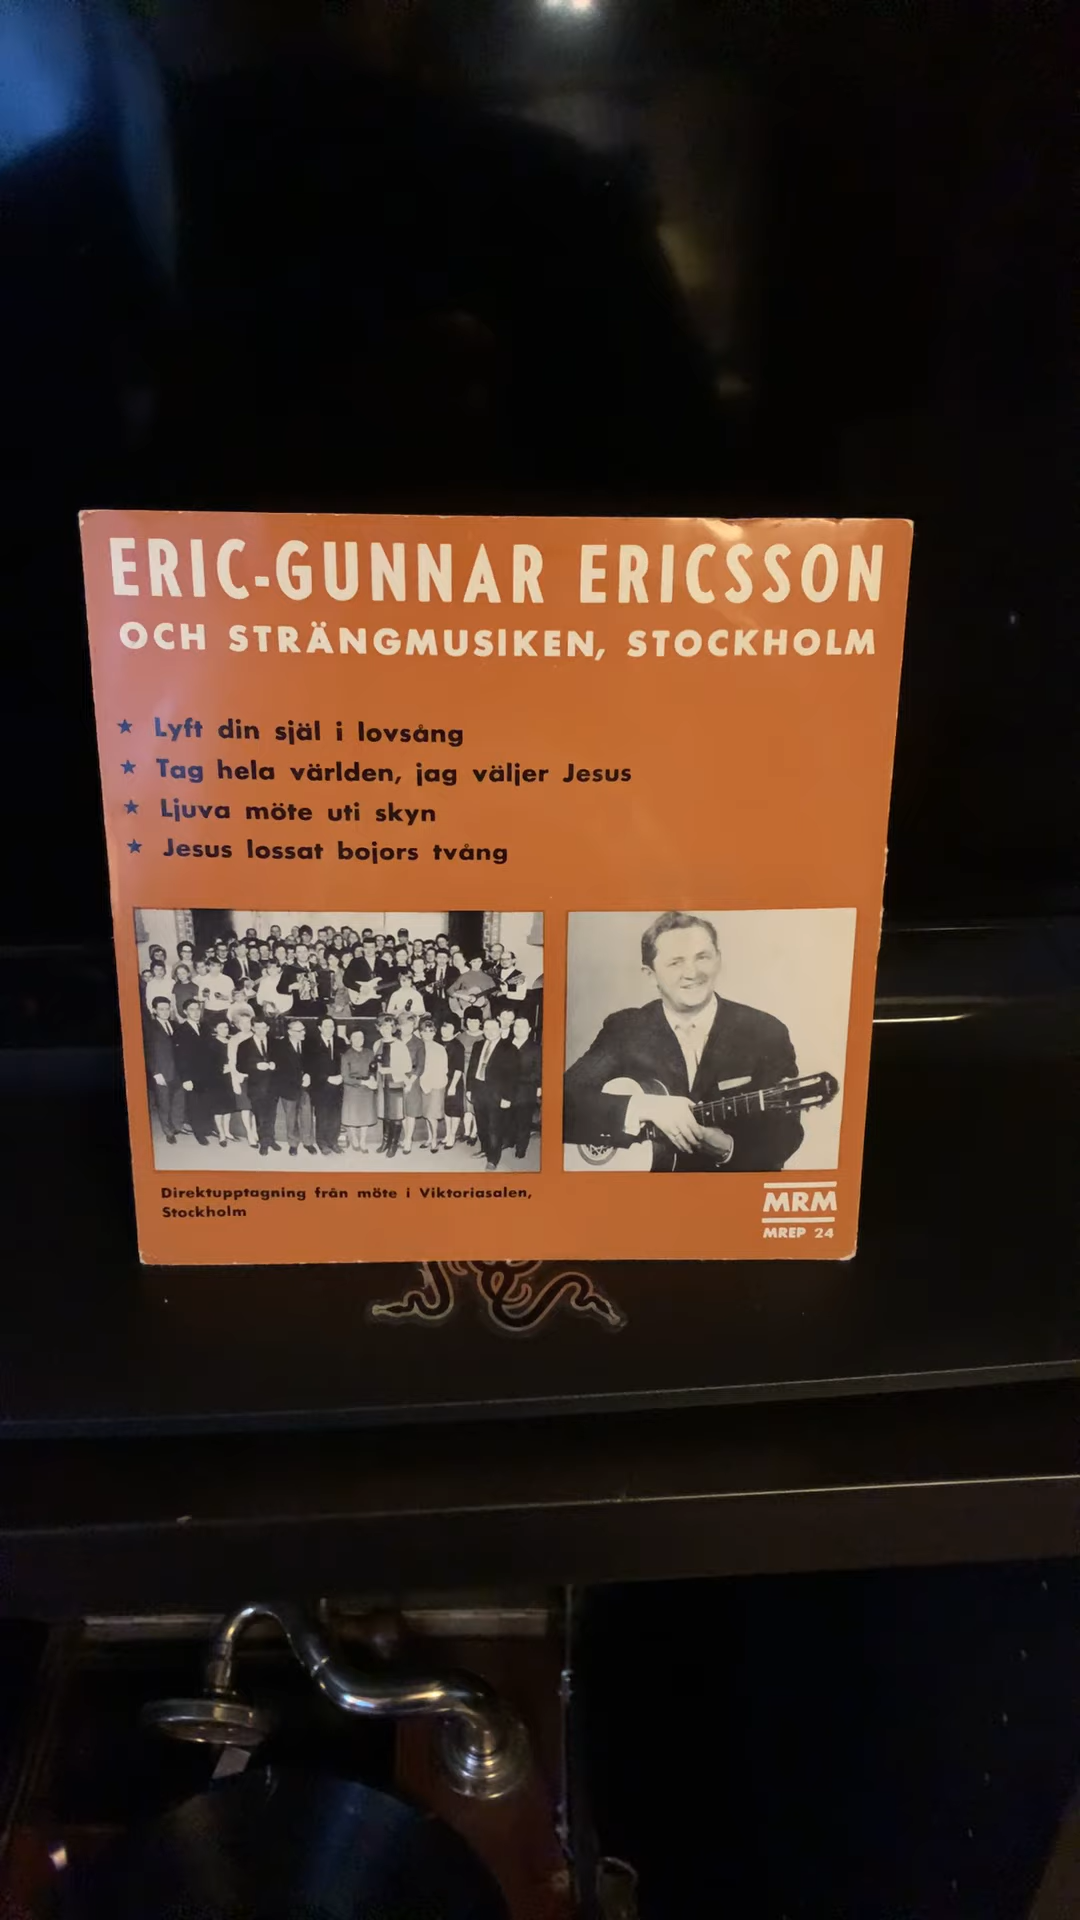 ERIC-GUNNAR ERICSSON
OCH STRÄNGMUSIKEN, STOCKHOLM
★ Lyft din själ i lovsång
★ Tag hela världen, jag väljer Jesus
★ Ljuva möte uti skyn
★ Jesus lossat bojors tvång
Direktupptagning från möte i Viktoriasalen,
Stockholm
MRM
MREP 24